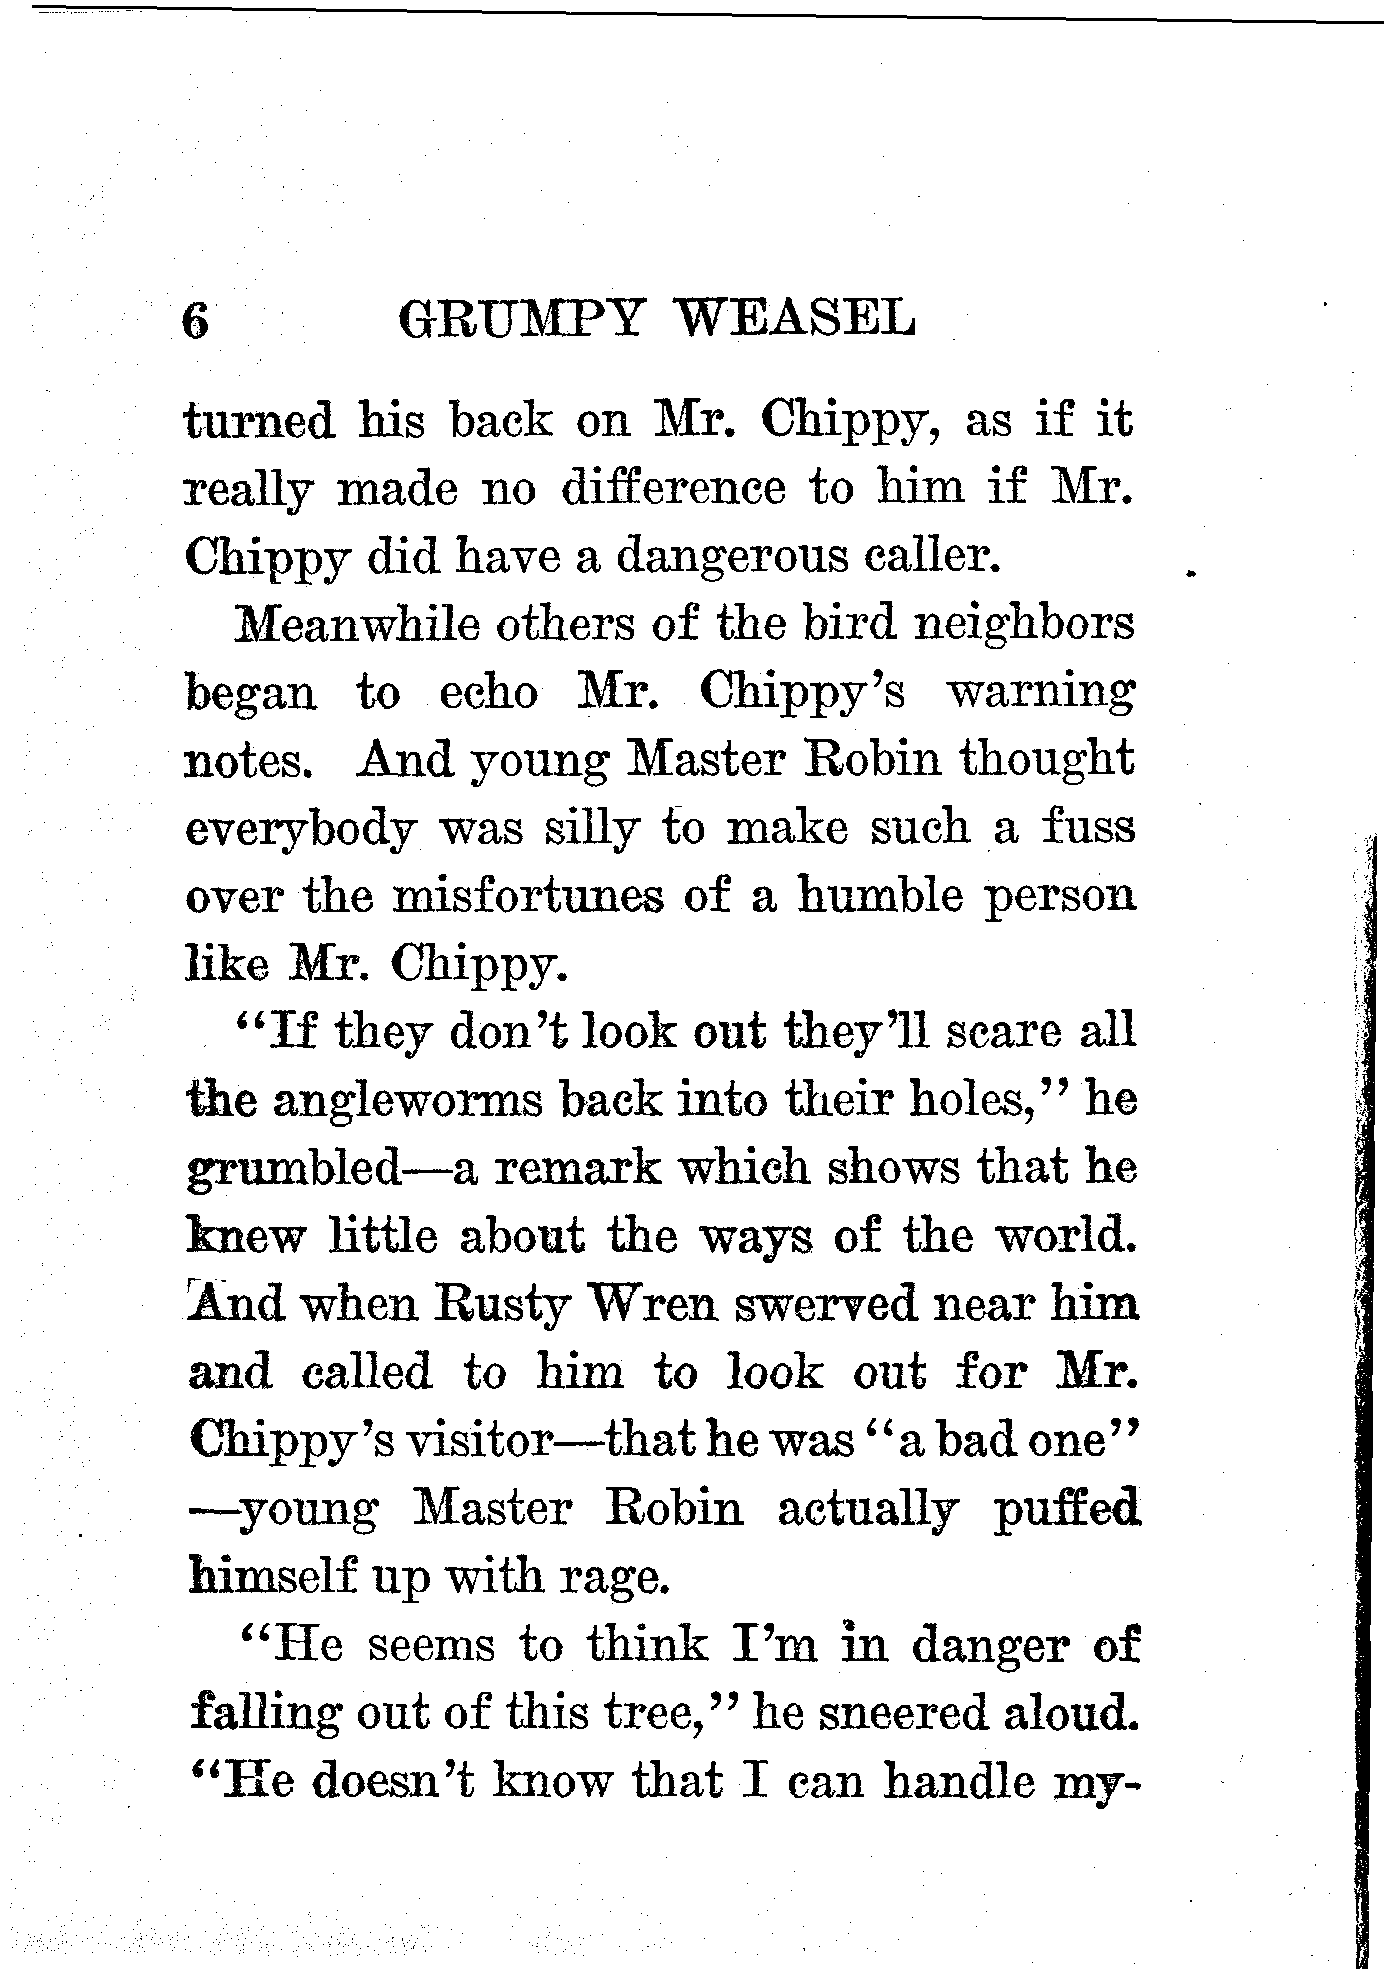 6 GRUMPY WEASEL
turned his back on Mr. Chippy, as if it
really made no difference to him if Mr.
Chippy did have a dangerous caller.
Meanwhile others of the bird neighbors
began to echo Mr. Chippy's warning
notes. And young Master Robin thought
everybody was silly to make such a fuss
over the misfortunes of a humble person
like Mr. Chippy.
"If they don't look out they'll scare all
the angleworms back into their holes," he
grumbled—a remark which shows that he
knew little about the ways of the world.
And when Rusty Wren swerved near him
and called to him to look out for Mr.
Chippy's visitor—that he was "a bad one"
—young Master Robin actually puffed
himself up with rage.
"He seems to think I'm in danger of
falling out of this tree," he sneered aloud.
"He doesn't know that I can handle my-